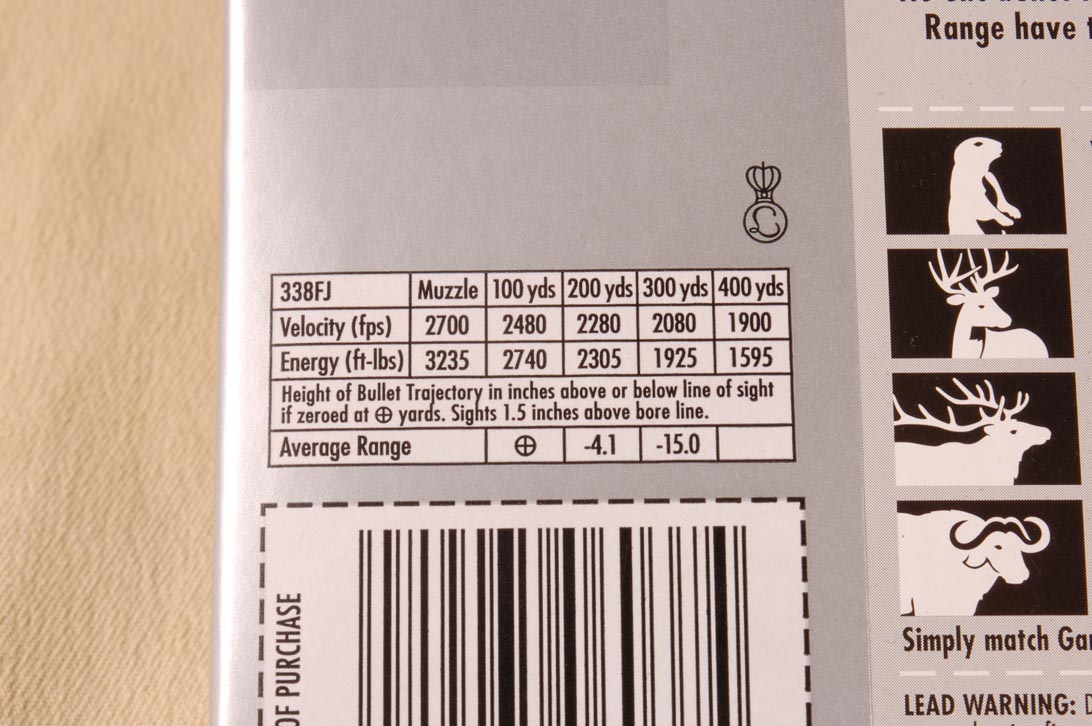 Range have
338FJ Muzzle 100 yds 200 yds 300 yds 400 yds
Velocity (fps) 2700 2480 2280 2080 1900
Energy (ft-lbs) 3235 2740 2305 1925 1595
Height of Bullet Trajectory in inches above or below line of sight
if zeroed at ⊕ yards. Sights 1.5 inches above bore line.
Average Range ⊕ -4.1 -15.0
OF PURCHASE
Simply match
LEAD WARNING: